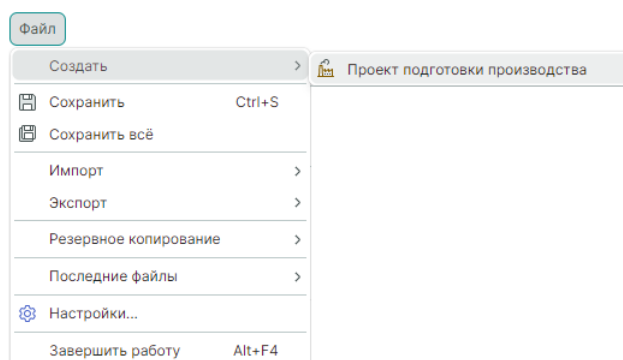 Файл
Создать
Проект подготовки производства
Сохранить Ctrl+S
Сохранить всё
Импорт
Экспорт
Резервное копирование
Последние файлы
Настройки...
Завершить работу Alt+F4